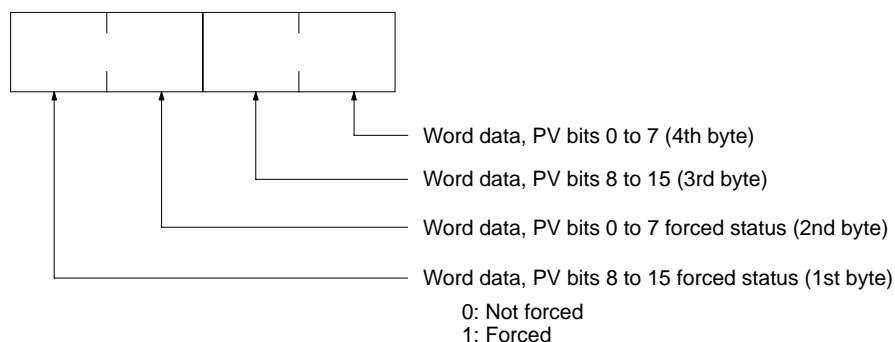 Word data, PV bits 0 to 7 (4th byte)
Word data, PV bits 8 to 15 (3rd byte)
Word data, PV bits 0 to 7 forced status (2nd byte)
Word data, PV bits 8 to 15 forced status (1st byte)
0: Not forced
1: Forced